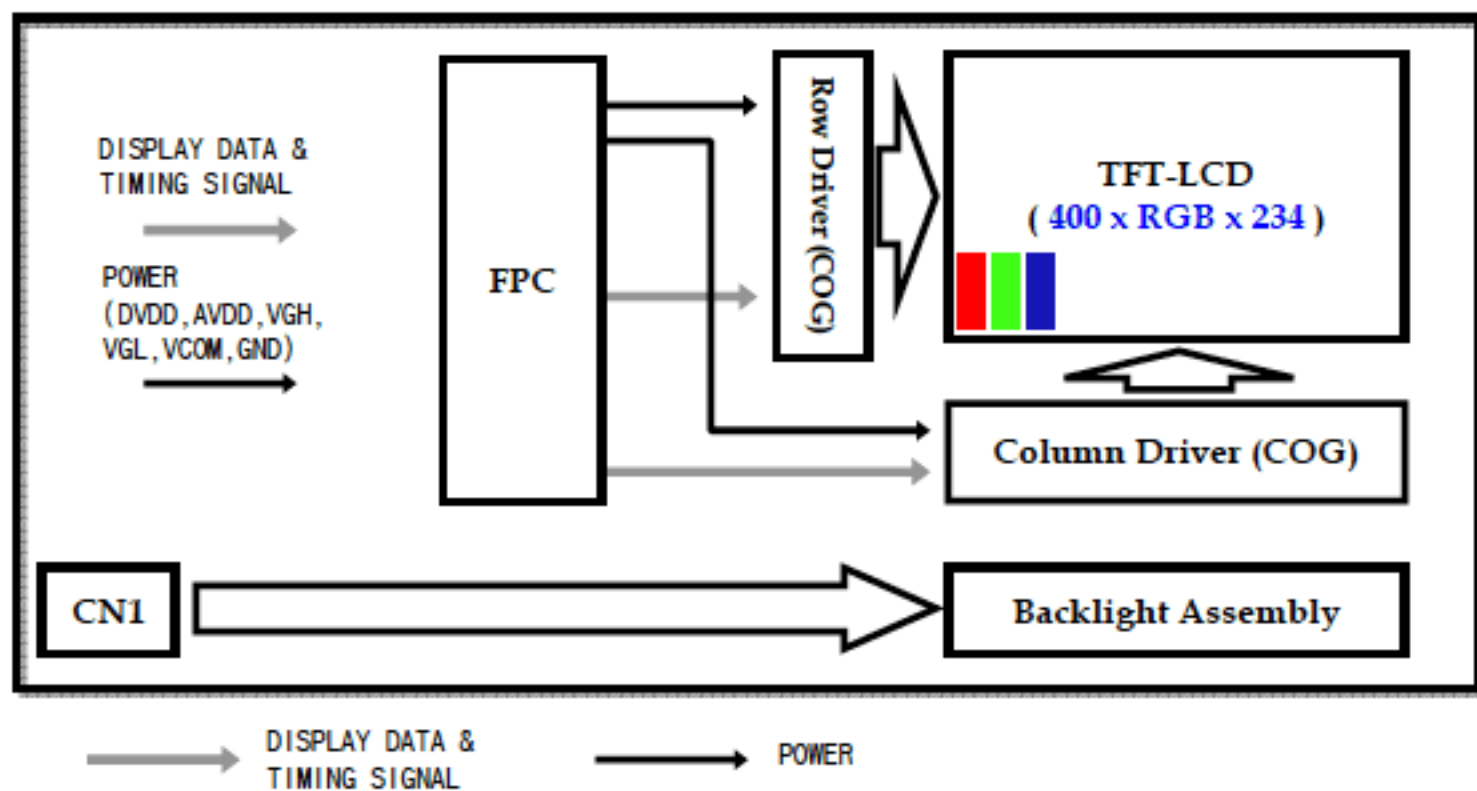 DISPLAY DATA &
TIMING SIGNAL
POWER
(DVDD,AVDD,VGH,
VGL,VCOM,GND)
FPC
Row Driver (COG)
TFT-LCD
( 400 x RGB x 234 )
Column Driver (COG)
CN1
Backlight Assembly
DISPLAY DATA &
TIMING SIGNAL
POWER